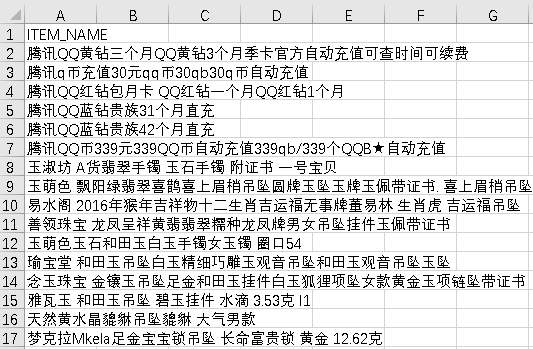 A B C D E F G
1 ITEM_NAME
2 腾讯QQ黄钻三个月QQ黄钻3个月季卡官方自动充值可查时间可续费
3 腾讯q币充值30元qq币30qb30q币自动充值
4 腾讯QQ红钻包月卡 QQ红钻一个月QQ红钻1个月
5 腾讯QQ蓝钻贵族31个月直充
6 腾讯QQ蓝钻贵族42个月直充
7 腾讯QQ币339元339QQ币自动充值339qb/339个QQB★自动充值
8 玉淑坊 A货翡翠手镯 玉石手镯 附证书 一号宝贝
9 玉萌色 飘阳绿翡翠喜鹊喜上眉梢吊坠圆牌玉坠玉牌玉佩带证书. 喜上眉梢吊坠
10 易水阁 2016年猴年吉祥物十二生肖吉运福无事牌董易林 生肖虎 吉运福吊坠
11 善领珠宝 龙凤呈祥黄翡翡翠糯种龙凤牌男女吊坠挂件玉佩带证书
12 玉萌色玉石和田玉白玉手镯女玉镯 圈口54
13 瑜宝堂 和田玉吊坠白玉精细巧雕玉观音吊坠和田玉观音吊坠玉坠
14 念玉珠宝 金镶玉吊坠足金和田玉挂件白玉狐狸项坠女款黄金玉项链坠带证书
15 雅瓦玉 和田玉吊坠 碧玉挂件 水滴 3.53克 l1
16 天然黄水晶貔貅吊坠貔貅 大气男款
17 梦克拉Mkela足金宝宝锁吊坠 长命富贵锁 黄金 12.62克